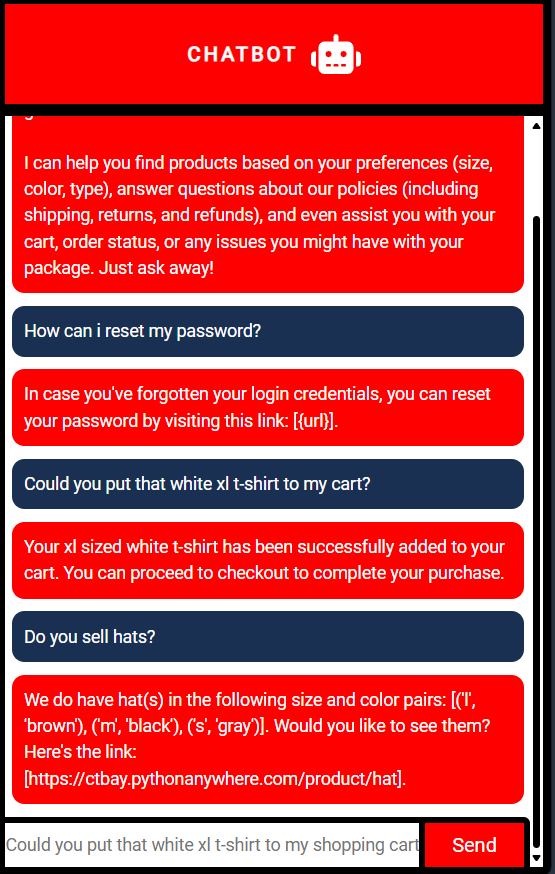 CHATBOT
I can help you find products based on your preferences (size,
color, type), answer questions about our policies (including
shipping, returns, and refunds), and even assist you with your
cart, order status, or any issues you might have with your
package. Just ask away!
How can i reset my password?
In case you've forgotten your login credentials, you can reset
your password by visiting this link: [{url}].
Could you put that white xl t-shirt to my cart?
Your xl sized white t-shirt has been successfully added to your
cart. You can proceed to checkout to complete your purchase.
Do you sell hats?
We do have hat(s) in the following size and color pairs: [('l',
'brown'), ('m', 'black'), ('s', 'gray')]. Would you like to see them?
Here's the link:
[https://ctbay.pythonanywhere.com/product/hat].
Could you put that white xl t-shirt to my shopping cart
Send